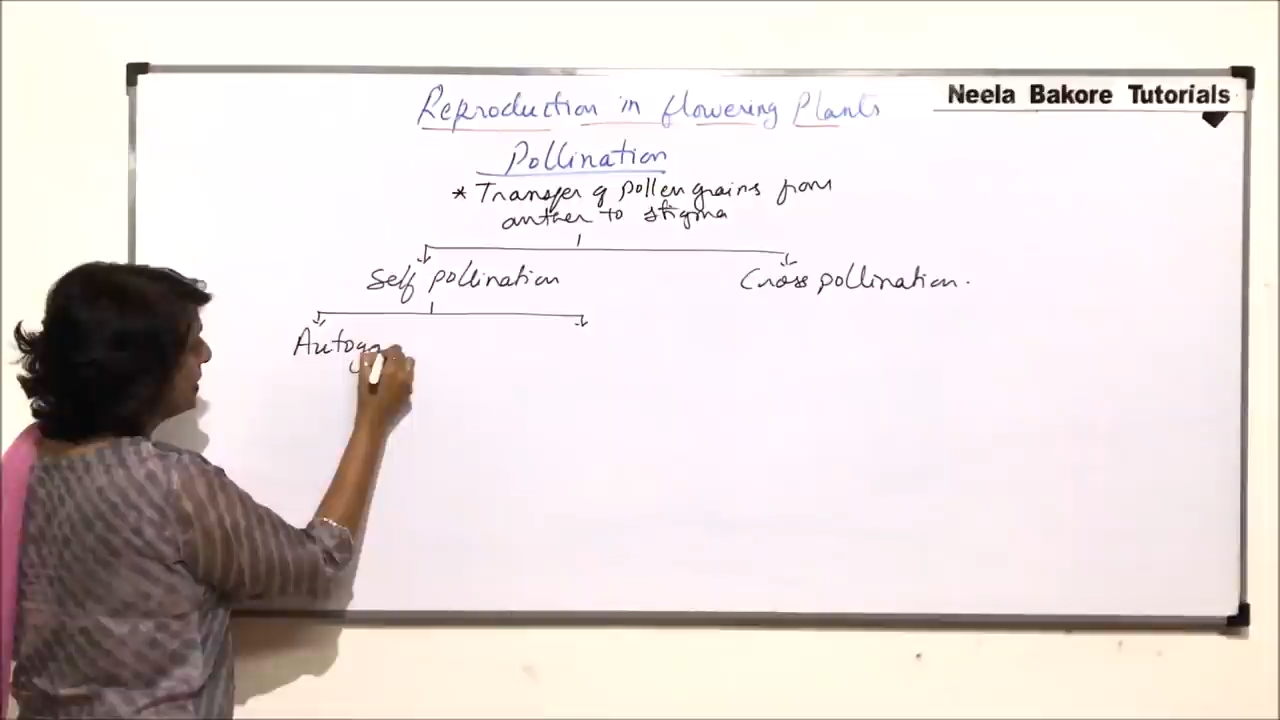 Neela Bakore Tutorials
Reproduction in flowering Plants
Pollination
* Transfer of pollen grains from
anther to stigma
Self pollination
Cross pollination.
Autoga